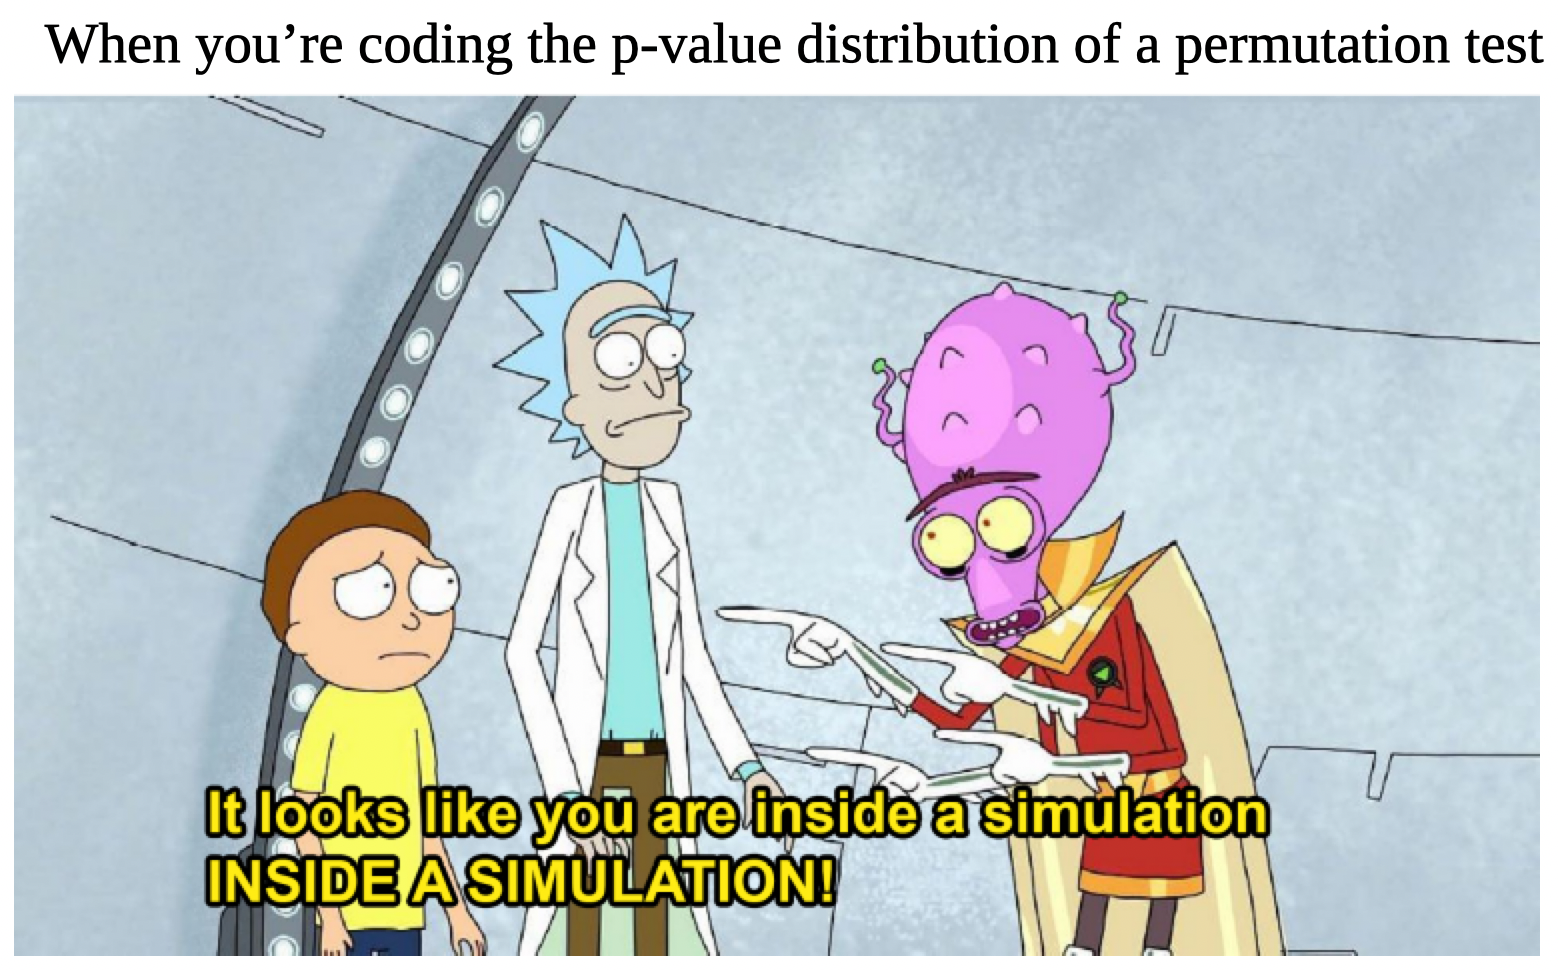 When you’re coding the p-value distribution of a permutation test
It looks like you are inside a simulation
INSIDE A SIMULATION!